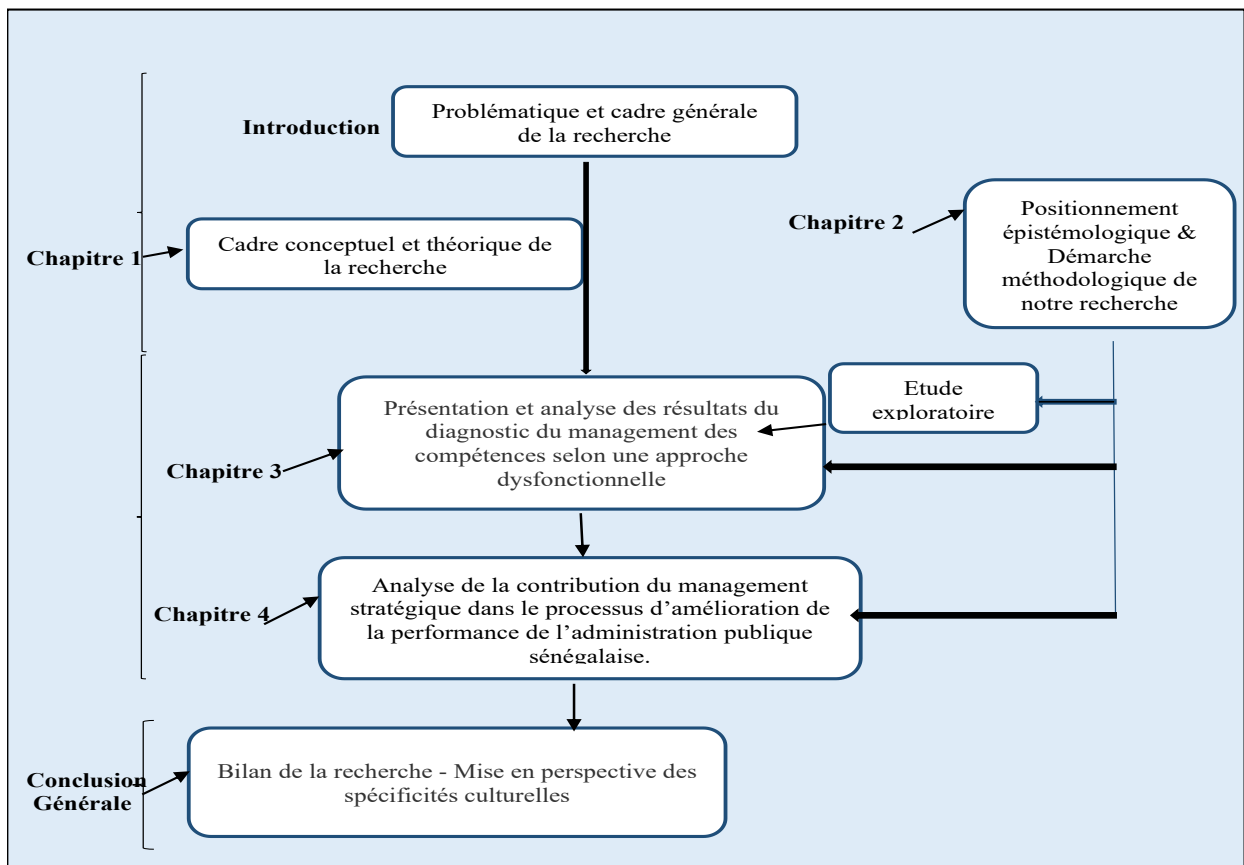 Introduction
Problématique et cadre générale
de la recherche
Chapitre 1
Cadre conceptuel et théorique de
la recherche
Chapitre 2
Positionnement
épistémologique &
Démarche
méthodologique de
notre recherche
Etude
exploratoire
Chapitre 3
Présentation et analyse des résultats du
diagnostic du management des
compétences selon une approche
dysfonctionnelle
Chapitre 4
Analyse de la contribution du management
stratégique dans le processus d’amélioration de
la performance de l’administration publique
sénégalaise.
Conclusion
Générale
Bilan de la recherche - Mise en perspective des
spécificités culturelles